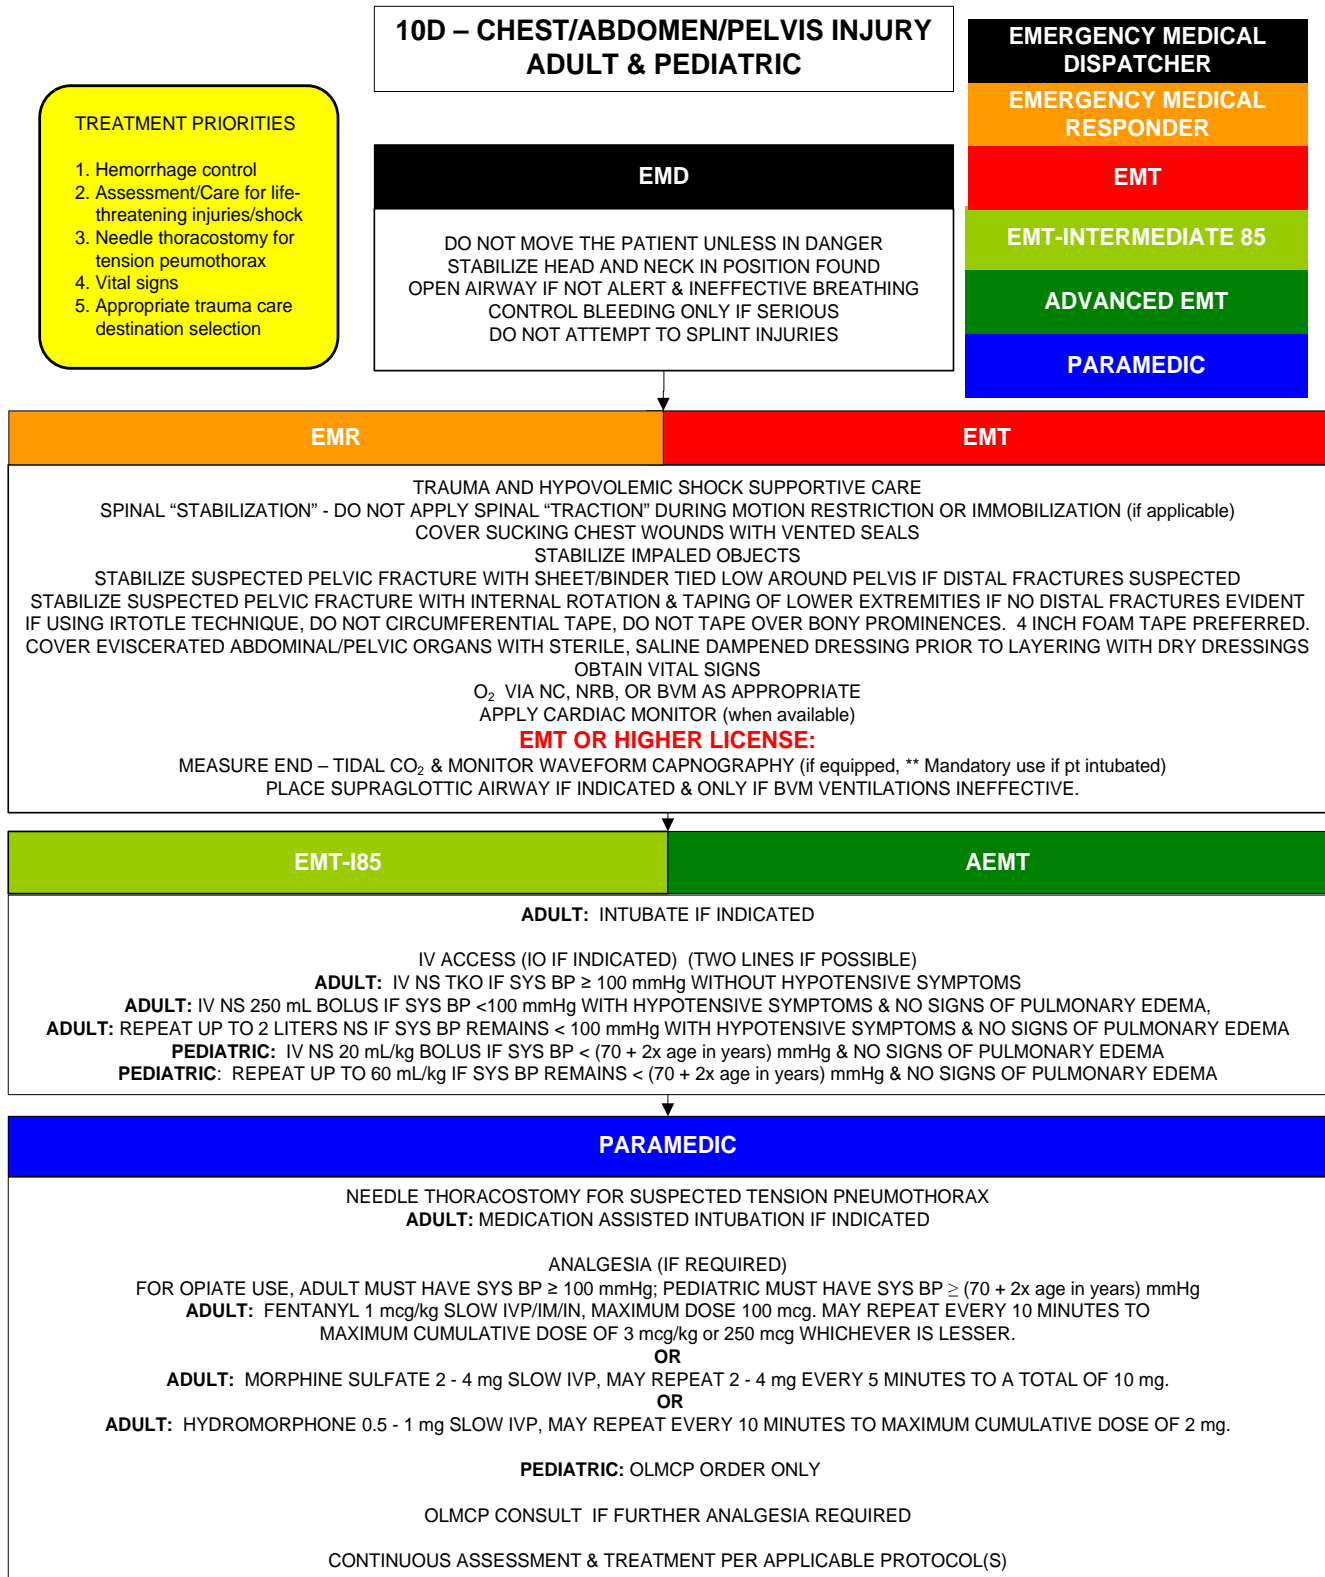 10D – CHEST/ABDOMEN/PELVIS INJURY
ADULT & PEDIATRIC
EMERGENCY MEDICAL
DISPATCHER
EMERGENCY MEDICAL
RESPONDER
EMT
EMT-INTERMEDIATE 85
ADVANCED EMT
PARAMEDIC
TREATMENT PRIORITIES
1. Hemorrhage control
2. Assessment/Care for life-
threatening injuries/shock
3. Needle thoracostomy for
tension peumothorax
4. Vital signs
5. Appropriate trauma care
destination selection
EMD
DO NOT MOVE THE PATIENT UNLESS IN DANGER
STABILIZE HEAD AND NECK IN POSITION FOUND
OPEN AIRWAY IF NOT ALERT & INEFFECTIVE BREATHING
CONTROL BLEEDING ONLY IF SERIOUS
DO NOT ATTEMPT TO SPLINT INJURIES
EMR
EMT
TRAUMA AND HYPOVOLEMIC SHOCK SUPPORTIVE CARE
SPINAL “STABILIZATION” - DO NOT APPLY SPINAL “TRACTION” DURING MOTION RESTRICTION OR IMMOBILIZATION (if applicable)
COVER SUCKING CHEST WOUNDS WITH VENTED SEALS
STABILIZE IMPALED OBJECTS
STABILIZE SUSPECTED PELVIC FRACTURE WITH SHEET/BINDER TIED LOW AROUND PELVIS IF DISTAL FRACTURES SUSPECTED
STABILIZE SUSPECTED PELVIC FRACTURE WITH INTERNAL ROTATION & TAPING OF LOWER EXTREMITIES IF NO DISTAL FRACTURES EVIDENT
IF USING IRTOTLE TECHNIQUE, DO NOT CIRCUMFERENTIAL TAPE, DO NOT TAPE OVER BONY PROMINENCES. 4 INCH FOAM TAPE PREFERRED.
COVER EVISCERATED ABDOMINAL/PELVIC ORGANS WITH STERILE, SALINE DAMPENED DRESSING PRIOR TO LAYERING WITH DRY DRESSINGS
OBTAIN VITAL SIGNS
O₂ VIA NC, NRB, OR BVM AS APPROPRIATE
APPLY CARDIAC MONITOR (when available)
EMT OR HIGHER LICENSE:
MEASURE END – TIDAL CO₂ & MONITOR WAVEFORM CAPNOGRAPHY (if equipped, ** Mandatory use if pt intubated)
PLACE SUPRAGLOTTIC AIRWAY IF INDICATED & ONLY IF BVM VENTILATIONS INEFFECTIVE.
EMT-I85
AEMT
ADULT: INTUBATE IF INDICATED
IV ACCESS (IO IF INDICATED) (TWO LINES IF POSSIBLE)
ADULT: IV NS TKO IF SYS BP ≥ 100 mmHg WITHOUT HYPOTENSIVE SYMPTOMS
ADULT: IV NS 250 mL BOLUS IF SYS BP <100 mmHg WITH HYPOTENSIVE SYMPTOMS & NO SIGNS OF PULMONARY EDEMA,
ADULT: REPEAT UP TO 2 LITERS NS IF SYS BP REMAINS < 100 mmHg WITH HYPOTENSIVE SYMPTOMS & NO SIGNS OF PULMONARY EDEMA
PEDIATRIC: IV NS 20 mL/kg BOLUS IF SYS BP < (70 + 2x age in years) mmHg & NO SIGNS OF PULMONARY EDEMA
PEDIATRIC: REPEAT UP TO 60 mL/kg IF SYS BP REMAINS < (70 + 2x age in years) mmHg & NO SIGNS OF PULMONARY EDEMA
PARAMEDIC
NEEDLE THORACOSTOMY FOR SUSPECTED TENSION PNEUMOTHORAX
ADULT: MEDICATION ASSISTED INTUBATION IF INDICATED
ANALGESIA (IF REQUIRED)
FOR OPIATE USE, ADULT MUST HAVE SYS BP ≥ 100 mmHg; PEDIATRIC MUST HAVE SYS BP ≥ (70 + 2x age in years) mmHg
ADULT: FENTANYL 1 mcg/kg SLOW IVP/IM/IN, MAXIMUM DOSE 100 mcg. MAY REPEAT EVERY 10 MINUTES TO
MAXIMUM CUMULATIVE DOSE OF 3 mcg/kg or 250 mcg WHICHEVER IS LESSER.
OR
ADULT: MORPHINE SULFATE 2 - 4 mg SLOW IVP, MAY REPEAT 2 - 4 mg EVERY 5 MINUTES TO A TOTAL OF 10 mg.
OR
ADULT: HYDROMORPHONE 0.5 - 1 mg SLOW IVP, MAY REPEAT EVERY 10 MINUTES TO MAXIMUM CUMULATIVE DOSE OF 2 mg.
PEDIATRIC: OLMCP ORDER ONLY
OLMCP CONSULT IF FURTHER ANALGESIA REQUIRED
CONTINUOUS ASSESSMENT & TREATMENT PER APPLICABLE PROTOCOL(S)